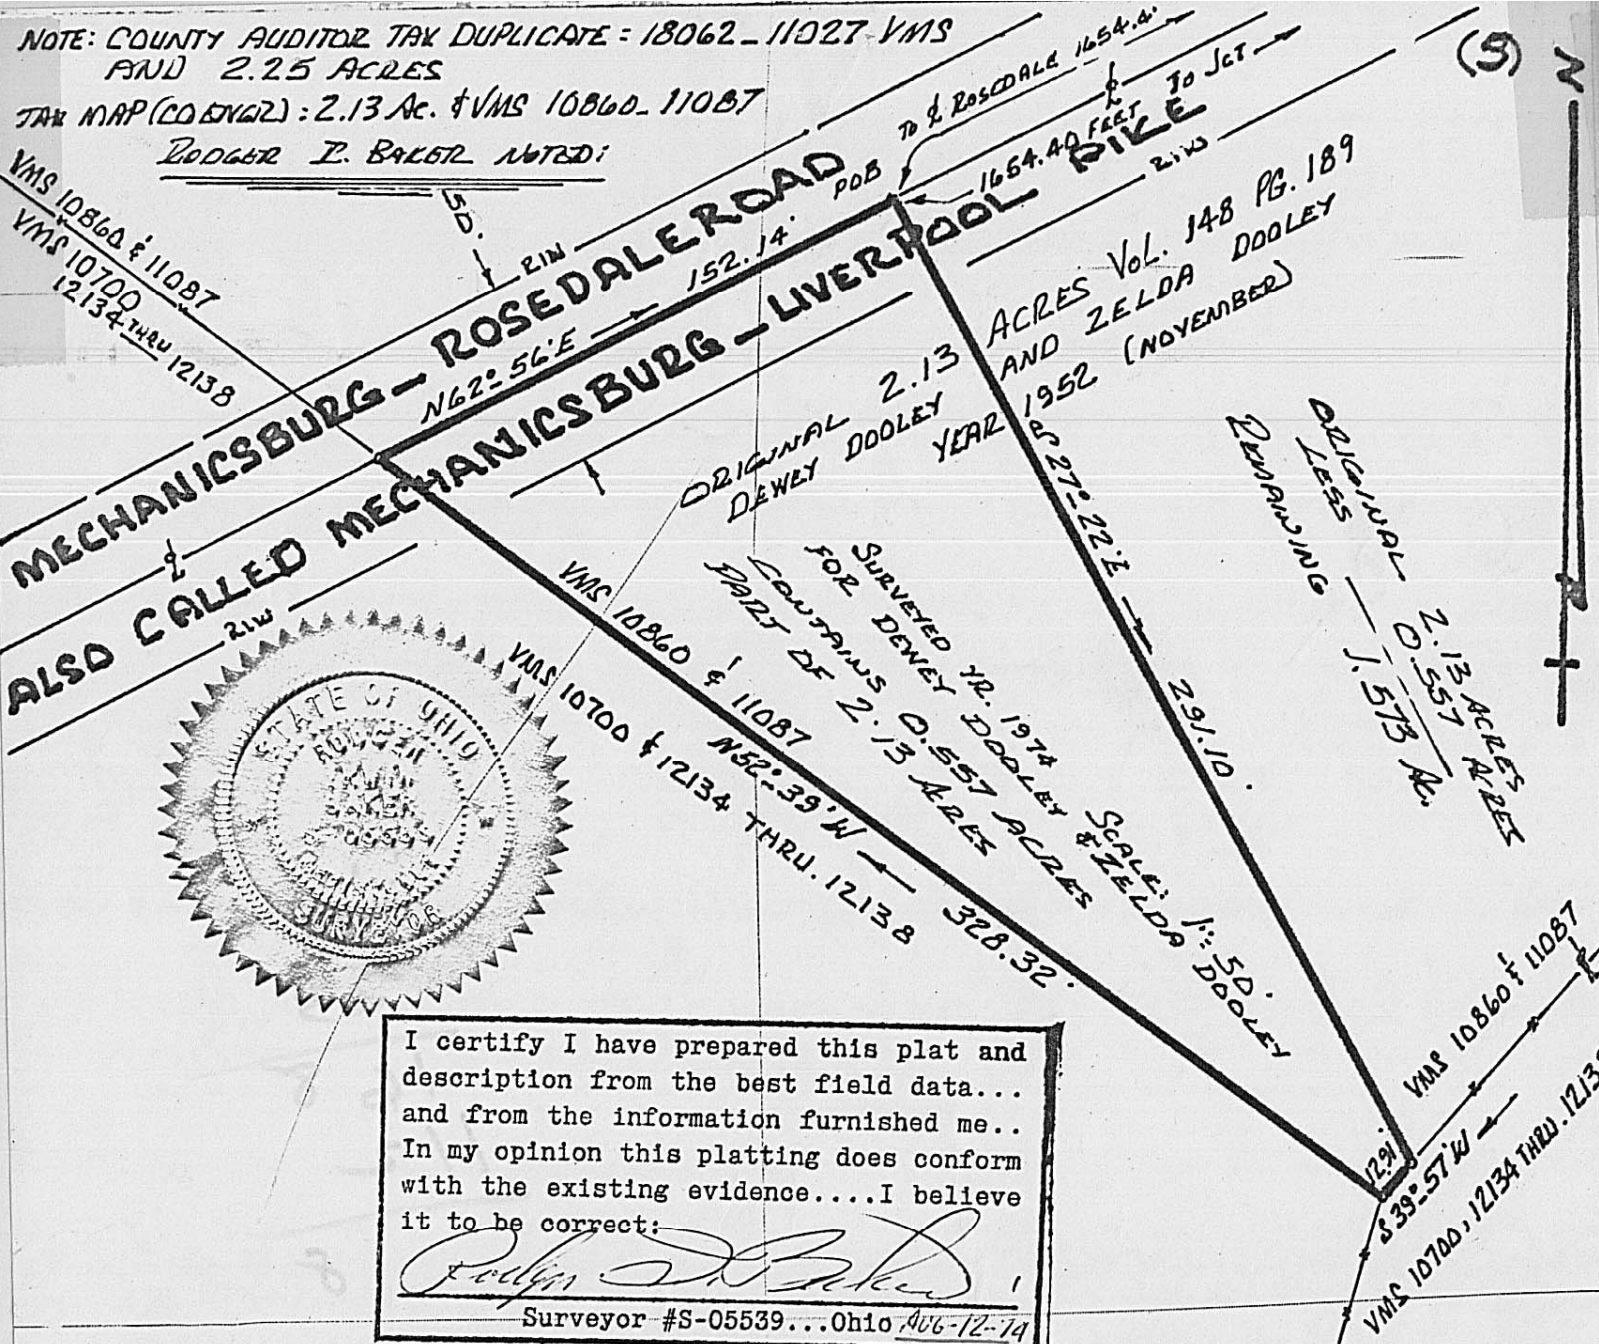 NOTE: COUNTY AUDITOR TAX DUPLICATE = 18062-11027 VMS
AND 2.25 ACRES
TAX MAP (CO ENGR): 2.13 Ac. & VMS 10860-11087
RODGER I. BAKER NOTED:
(S)
VMS 10860 & 11087
VMS 10700
12134 THRU 12138
50.
R/W
MECHANICSBURG - ROSEDALE ROAD
N62°-56'E
152.14'
POB
TO ℄ ROSEDALE 1654.4'
1654.40 FEET TO JCT
℄
ALSO CALLED MECHANICSBURG - LIVERPOOL PIKE
R/W
R/W
℄
ORIGINAL 2.13 ACRES VOL. 148 PG. 189
DEWEY DOOLEY AND ZELDA DOOLEY
YEAR 1952 (NOVEMBER)
S 27°-22'E
291.10'
ORIGINAL 2.13 ACRES
LESS 0.557 ACRES
REMAINING 1.573 Ac.
SURVEYED YR. 1974
FOR DEWEY DOOLEY & ZELDA DOOLEY
CONTAINS 0.557 ACRES
PART OF 2.13 ACRES
SCALE: 1"=50'
VMS 10860 & 11087
VMS 10700 & 12134 THRU. 12138
N52°-39'W
328.32'
STATE OF OHIO
SURVEYOR
12.91'
S 39°-57'W
VMS 10860 & 11087
VMS 10700, 12134 THRU. 12138
I certify I have prepared this plat and
description from the best field data...
and from the information furnished me..
In my opinion this platting does conform
with the existing evidence....I believe
it to be correct:
Surveyor #S-05539...Ohio AUG-12-74